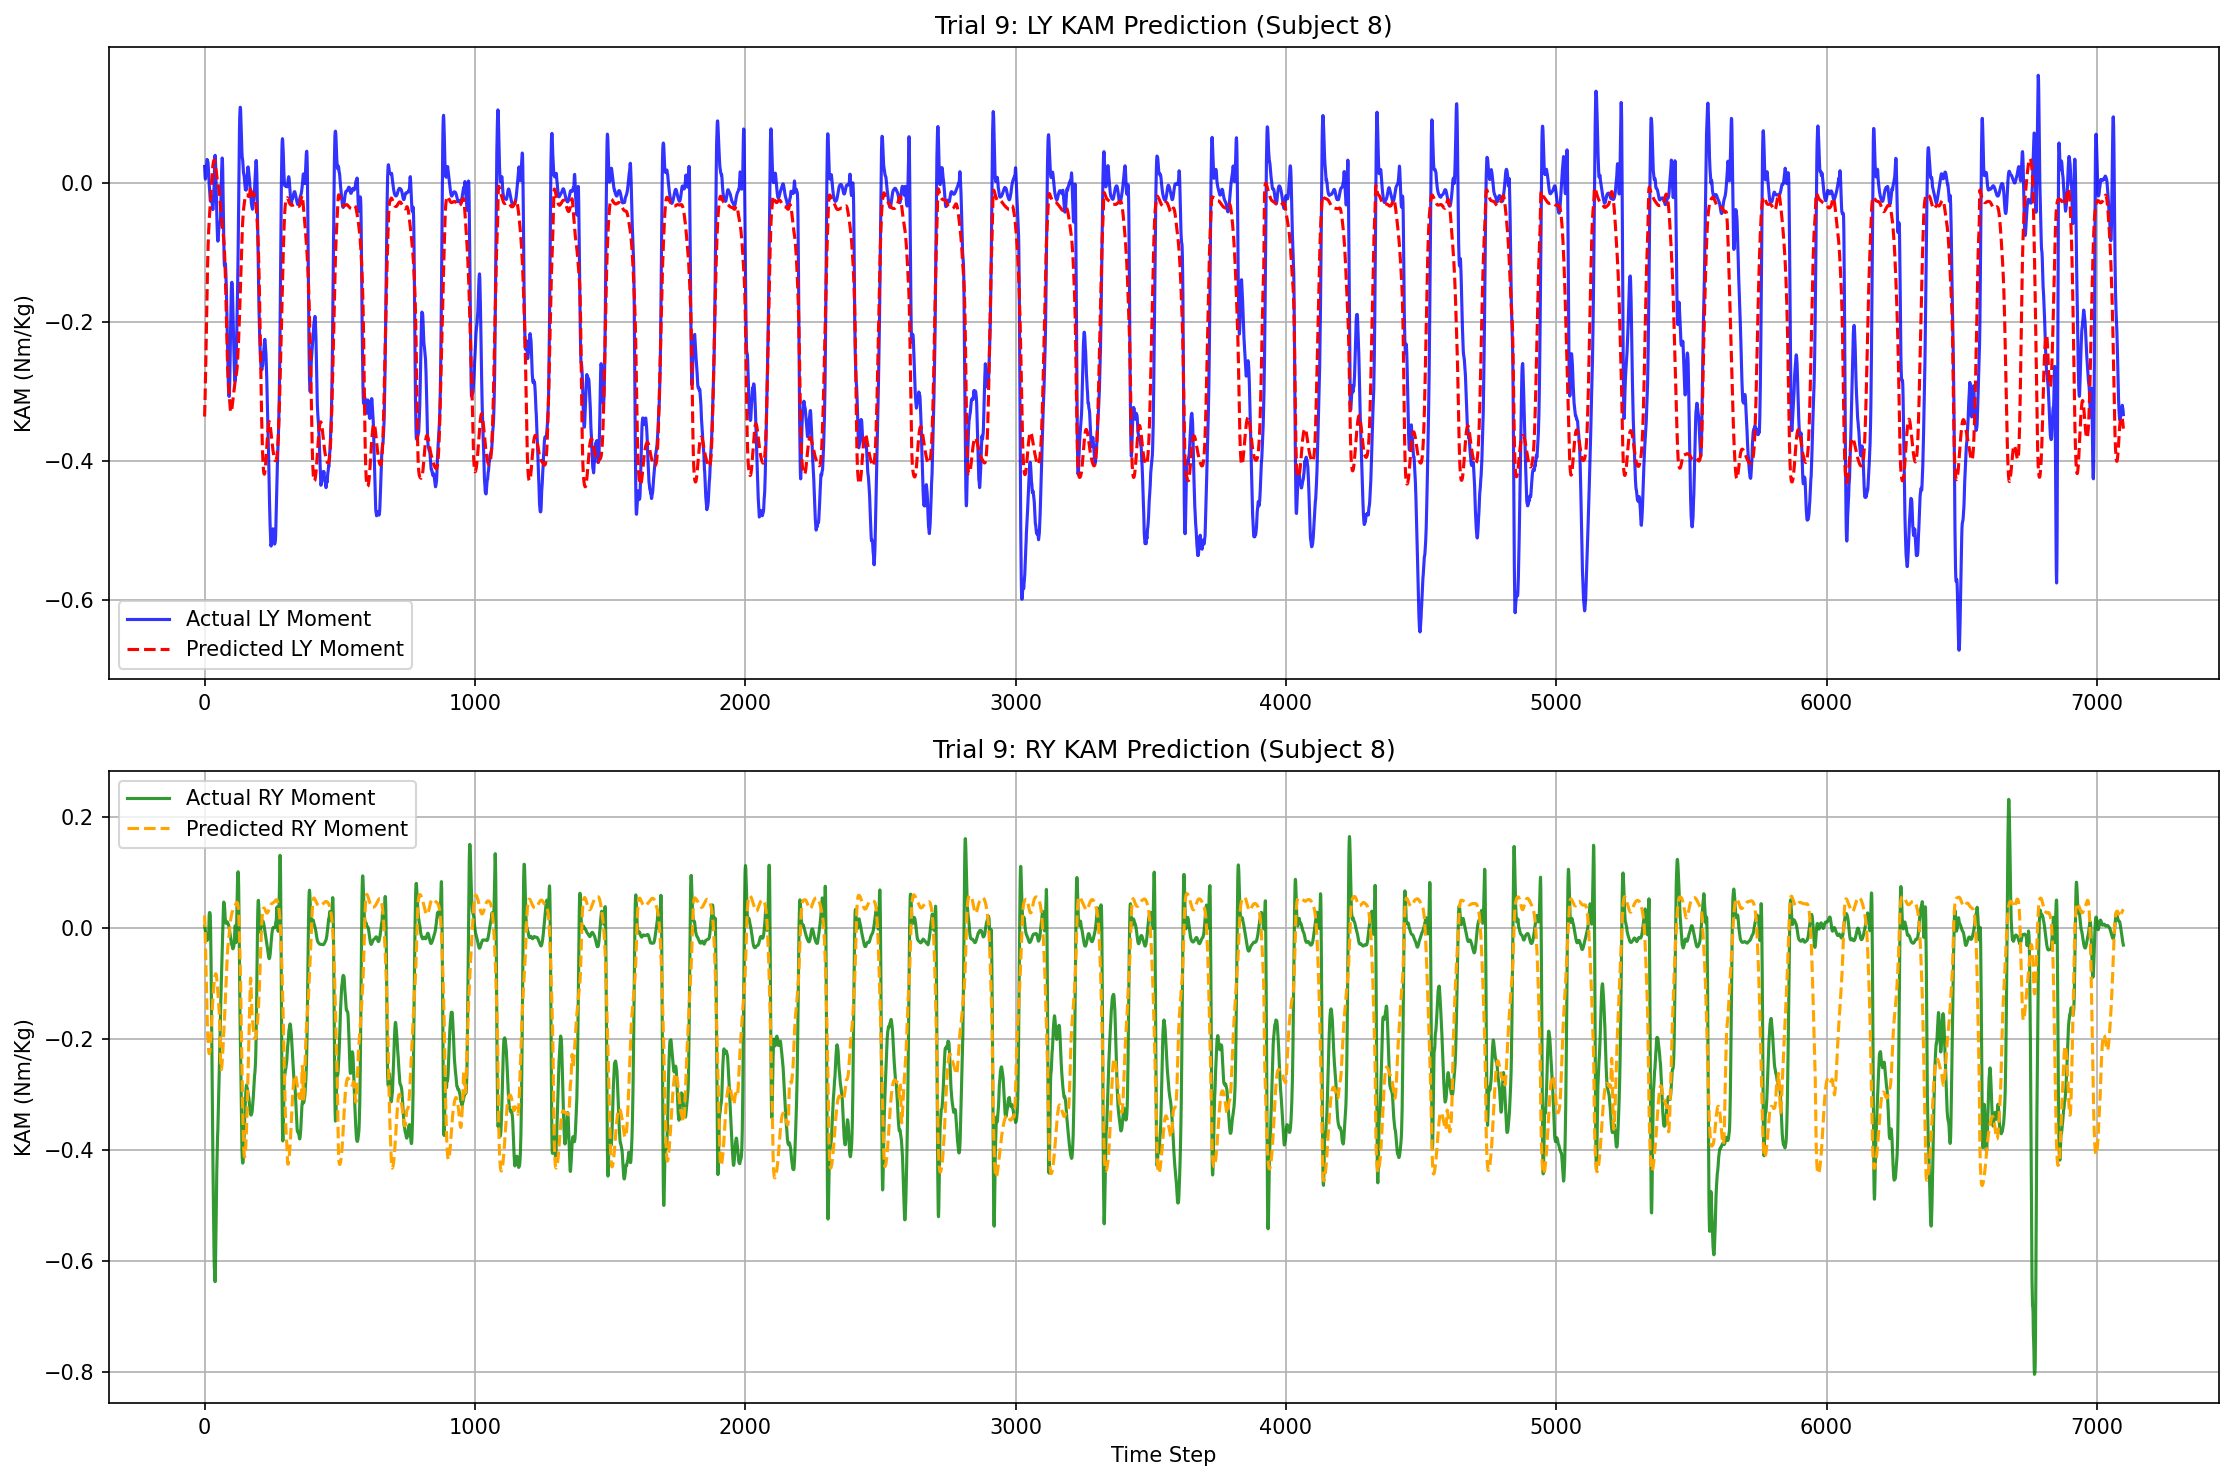 Trial 9: LY KAM Prediction (Subject 8)
KAM (Nm/Kg)
0.0
−0.2
−0.4
−0.6
Actual LY Moment
Predicted LY Moment
0 1000 2000 3000 4000 5000 6000 7000
Trial 9: RY KAM Prediction (Subject 8)
KAM (Nm/Kg)
0.2
0.0
−0.2
−0.4
−0.6
−0.8
Actual RY Moment
Predicted RY Moment
0 1000 2000 3000 4000 5000 6000 7000
Time Step